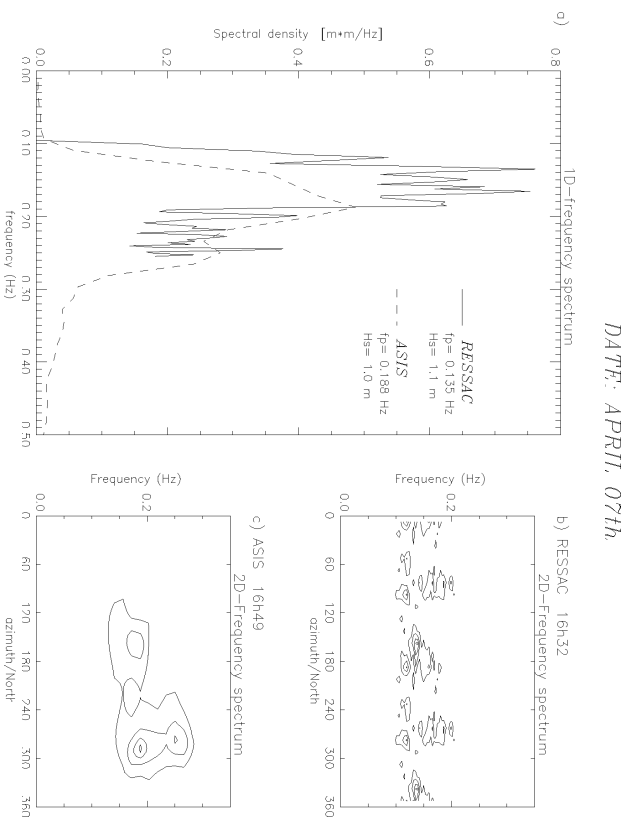 DATE: APRIL 07th,
a)
1D-frequency spectrum
Spectral density [m*m/Hz]
0.8
0.6
0.4
0.2
0.0
0.00 0.10 0.20 0.30 0.40 0.50
frequency (Hz)
RESSAC
fp= 0.135 Hz
Hs= 1.1 m
ASIS
fp= 0.188 Hz
Hs= 1.0 m
b) RESSAC 16h32
2D-Frequency spectrum
Frequency (Hz)
0.2
0.0
0 60 120 180 240 300 360
azimuth/North
c) ASIS 16h49
2D-Frequency spectrum
Frequency (Hz)
0.2
0.0
0 60 120 180 240 300 360
azimuth/North